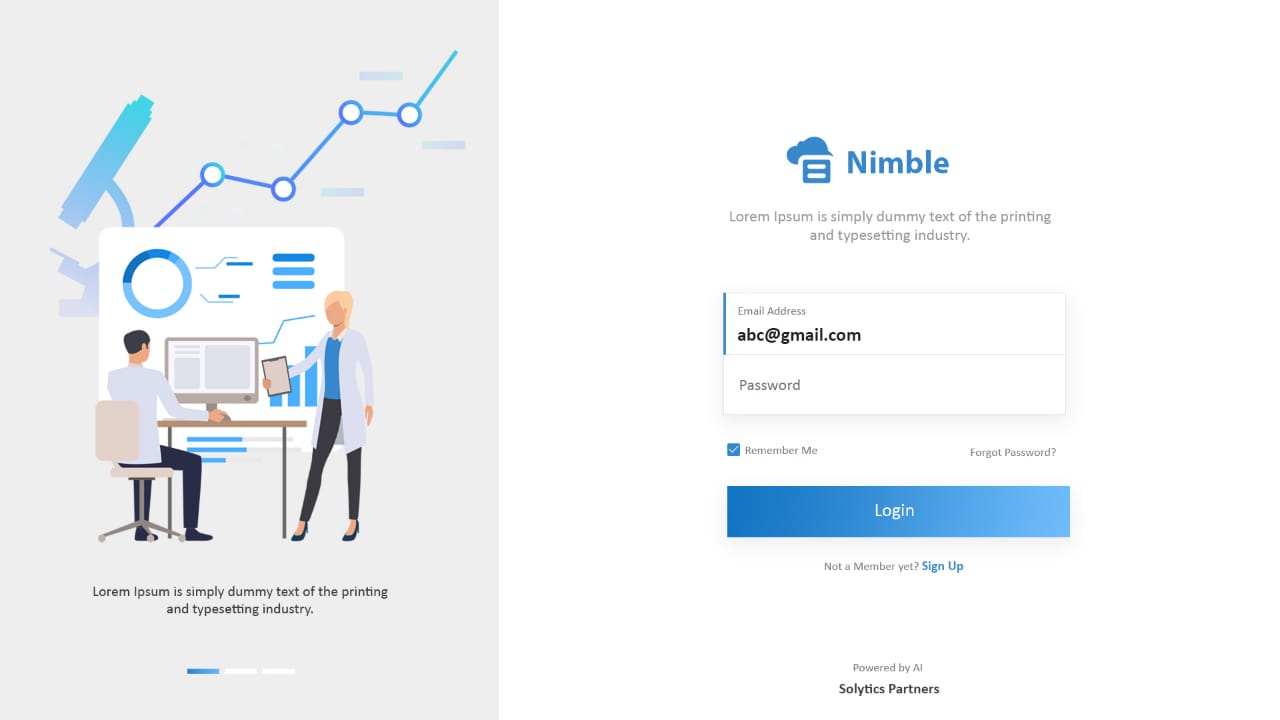 Lorem Ipsum is simply dummy text of the printing
and typesetting industry.
Nimble
Lorem Ipsum is simply dummy text of the printing
and typesetting industry.
Email Address
abc@gmail.com
Password
Remember Me
Forgot Password?
Login
Not a Member yet? Sign Up
Powered by AI
Solytics Partners